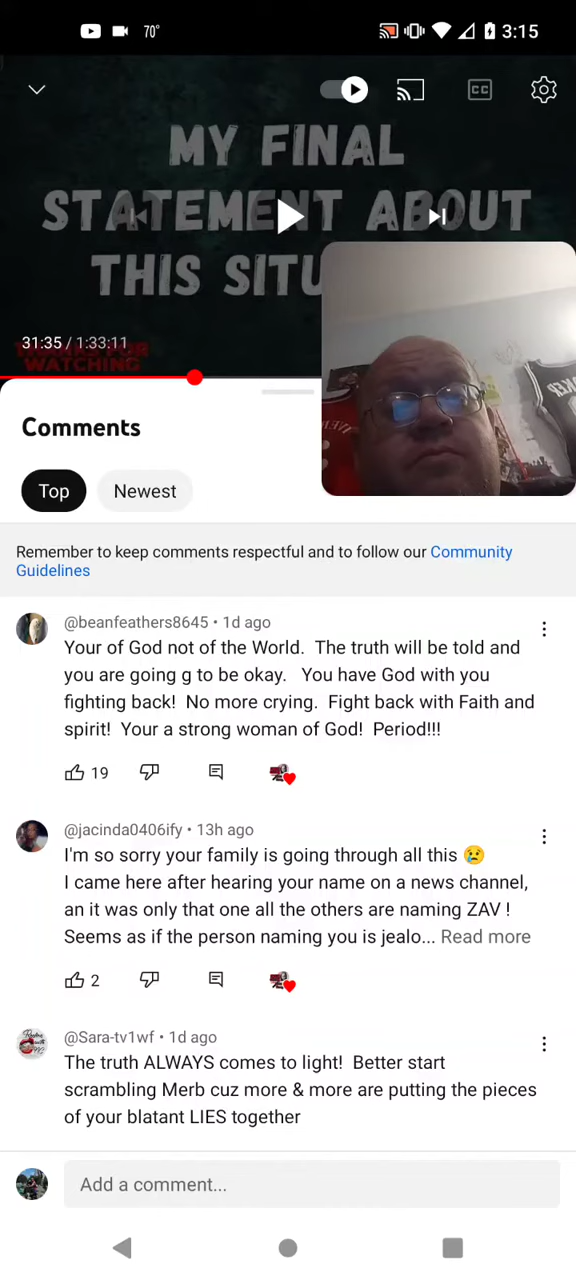 70° 3:15
CC
MY FINAL
STATEMENT ABOUT
THIS SITU
31:35 / 1:33:11
THANKS FOR
WATCHING
Comments
Top Newest
Remember to keep comments respectful and to follow our Community
Guidelines
@beanfeathers8645 • 1d ago
Your of God not of the World. The truth will be told and
you are going g to be okay. You have God with you
fighting back! No more crying. Fight back with Faith and
spirit! Your a strong woman of God! Period!!!
19
@jacinda0406ify • 13h ago
I'm so sorry your family is going through all this 😢
I came here after hearing your name on a news channel,
an it was only that one all the others are naming ZAV !
Seems as if the person naming you is jealo... Read more
2
@Sara-tv1wf • 1d ago
The truth ALWAYS comes to light! Better start
scrambling Merb cuz more & more are putting the pieces
of your blatant LIES together
Add a comment...